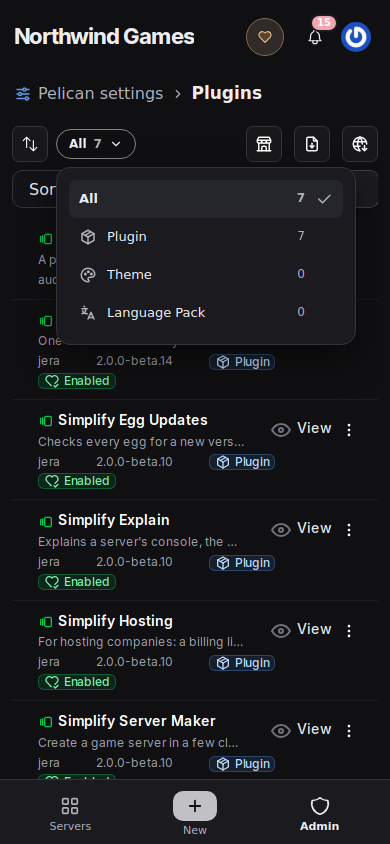 Northwind Games
15
Pelican settings > Plugins
All 7
Sor
All 7
Plugin 7
Theme 0
Language Pack 0
A p
auc
One
jera 2.0.0-beta.14 Plugin
Enabled
Simplify Egg Updates
View
Checks every egg for a new vers...
jera 2.0.0-beta.10 Plugin
Enabled
Simplify Explain
View
Explains a server's console, the ...
jera 2.0.0-beta.10 Plugin
Enabled
Simplify Hosting
View
For hosting companies: a billing li...
jera 2.0.0-beta.10 Plugin
Enabled
Simplify Server Maker
View
Create a game server in a few cl...
jera 2.0.0-beta.10 Plugin
Enabled
Servers
New
Admin